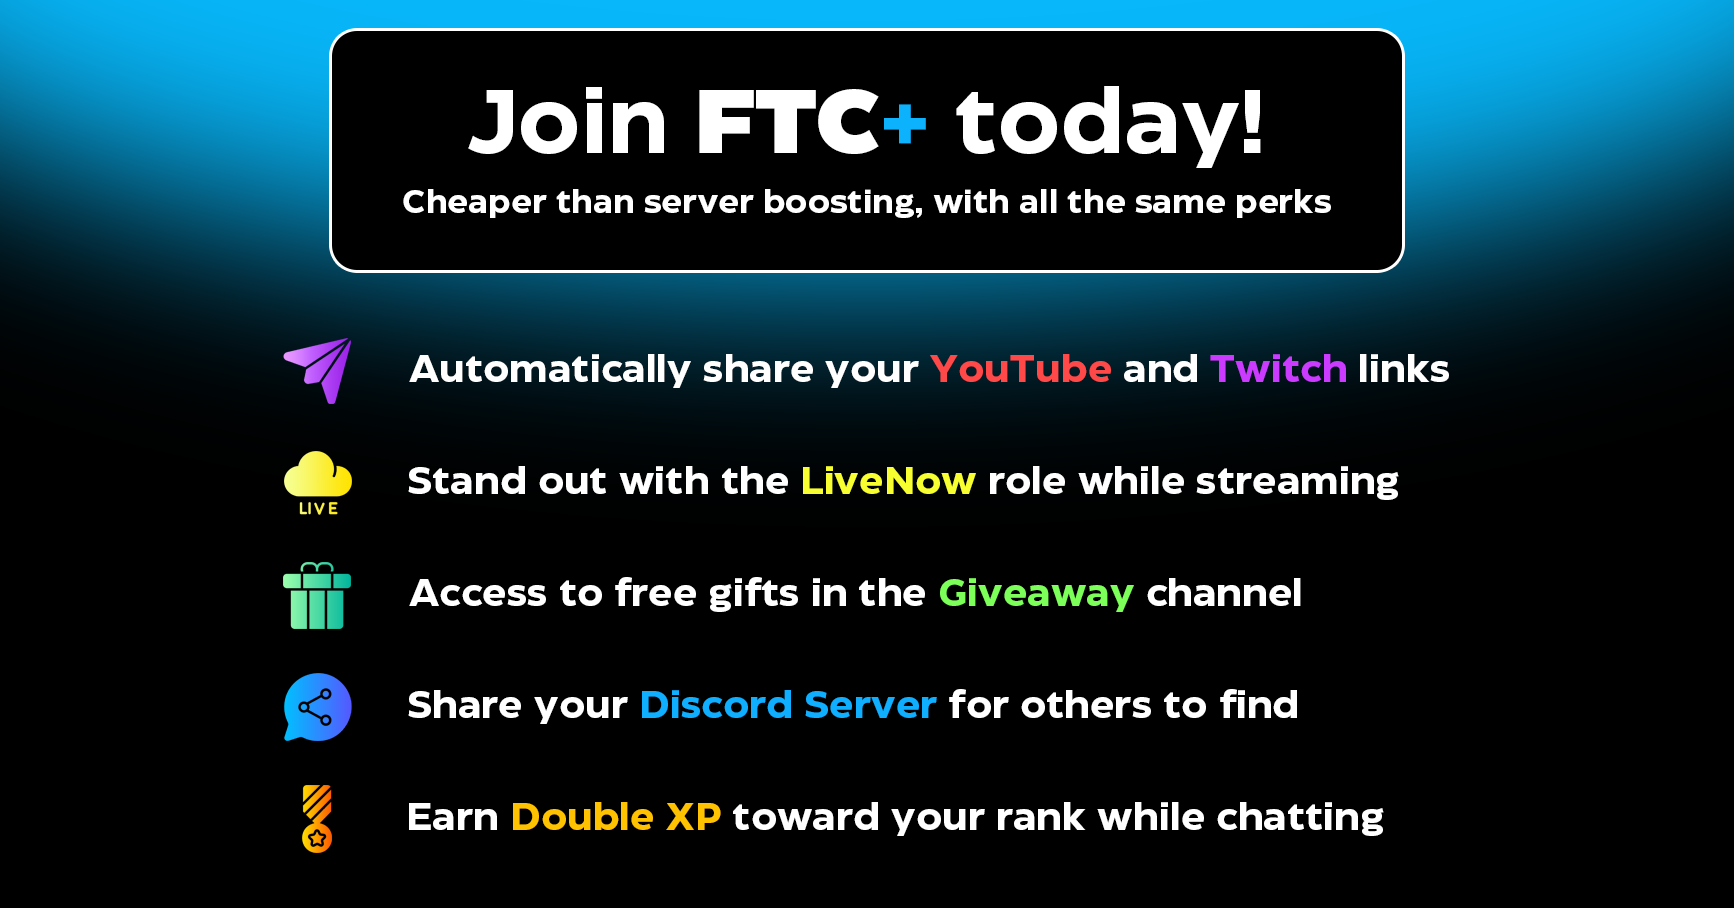 Join FTC+ today!
Cheaper than server boosting, with all the same perks
Automatically share your YouTube and Twitch links
Stand out with the LiveNow role while streaming
LIVE
Access to free gifts in the Giveaway channel
Share your Discord Server for others to find
Earn Double XP toward your rank while chatting